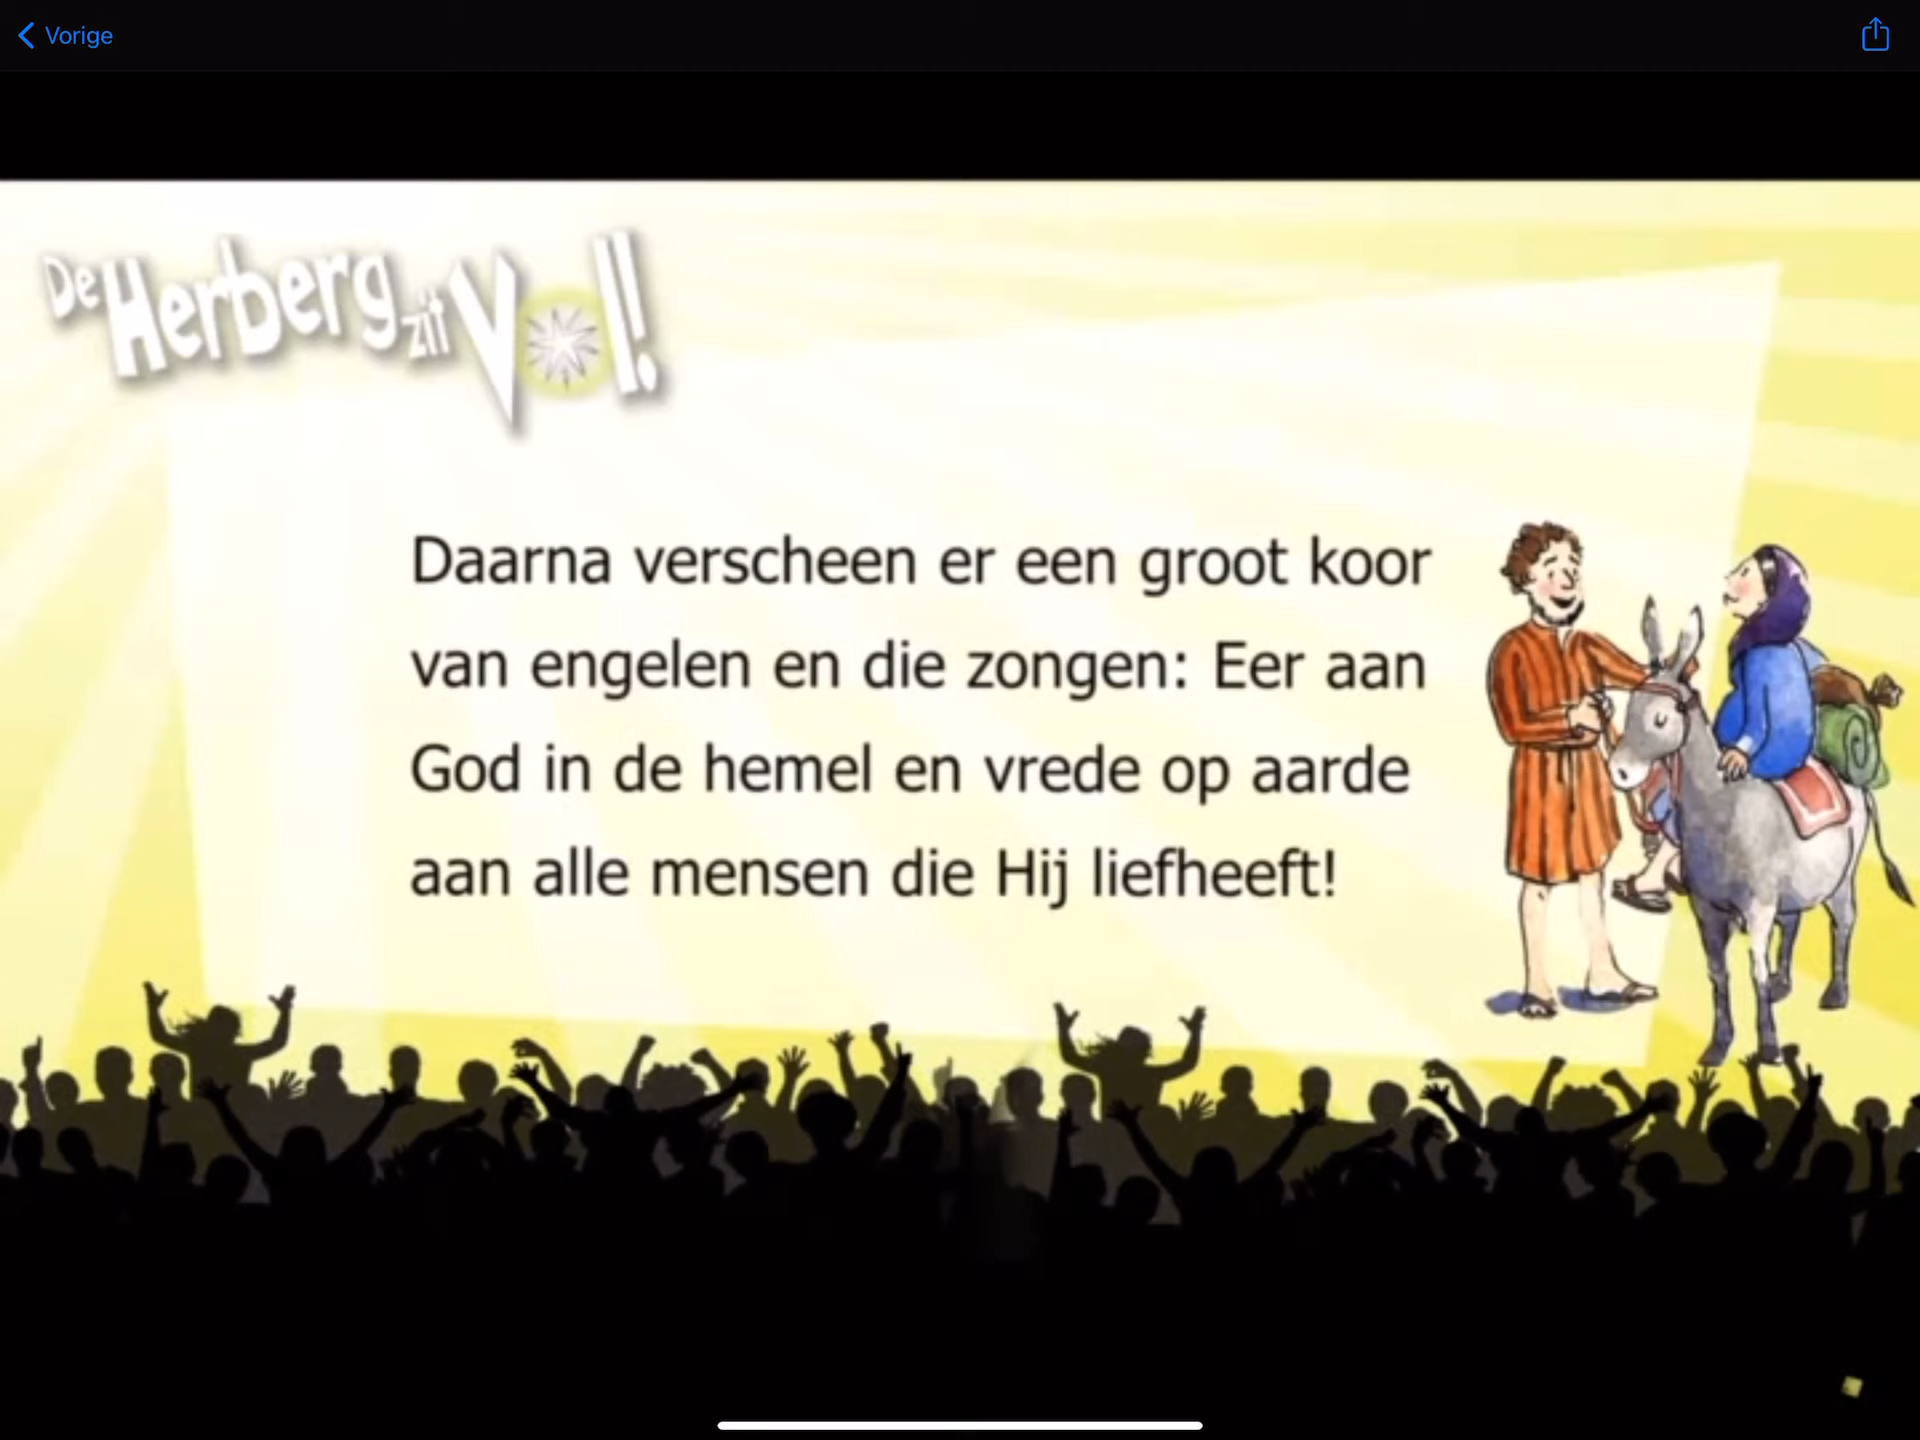 Vorige
De Herberg zit Vol!
Daarna verscheen er een groot koor
van engelen en die zongen: Eer aan
God in de hemel en vrede op aarde
aan alle mensen die Hij liefheeft!